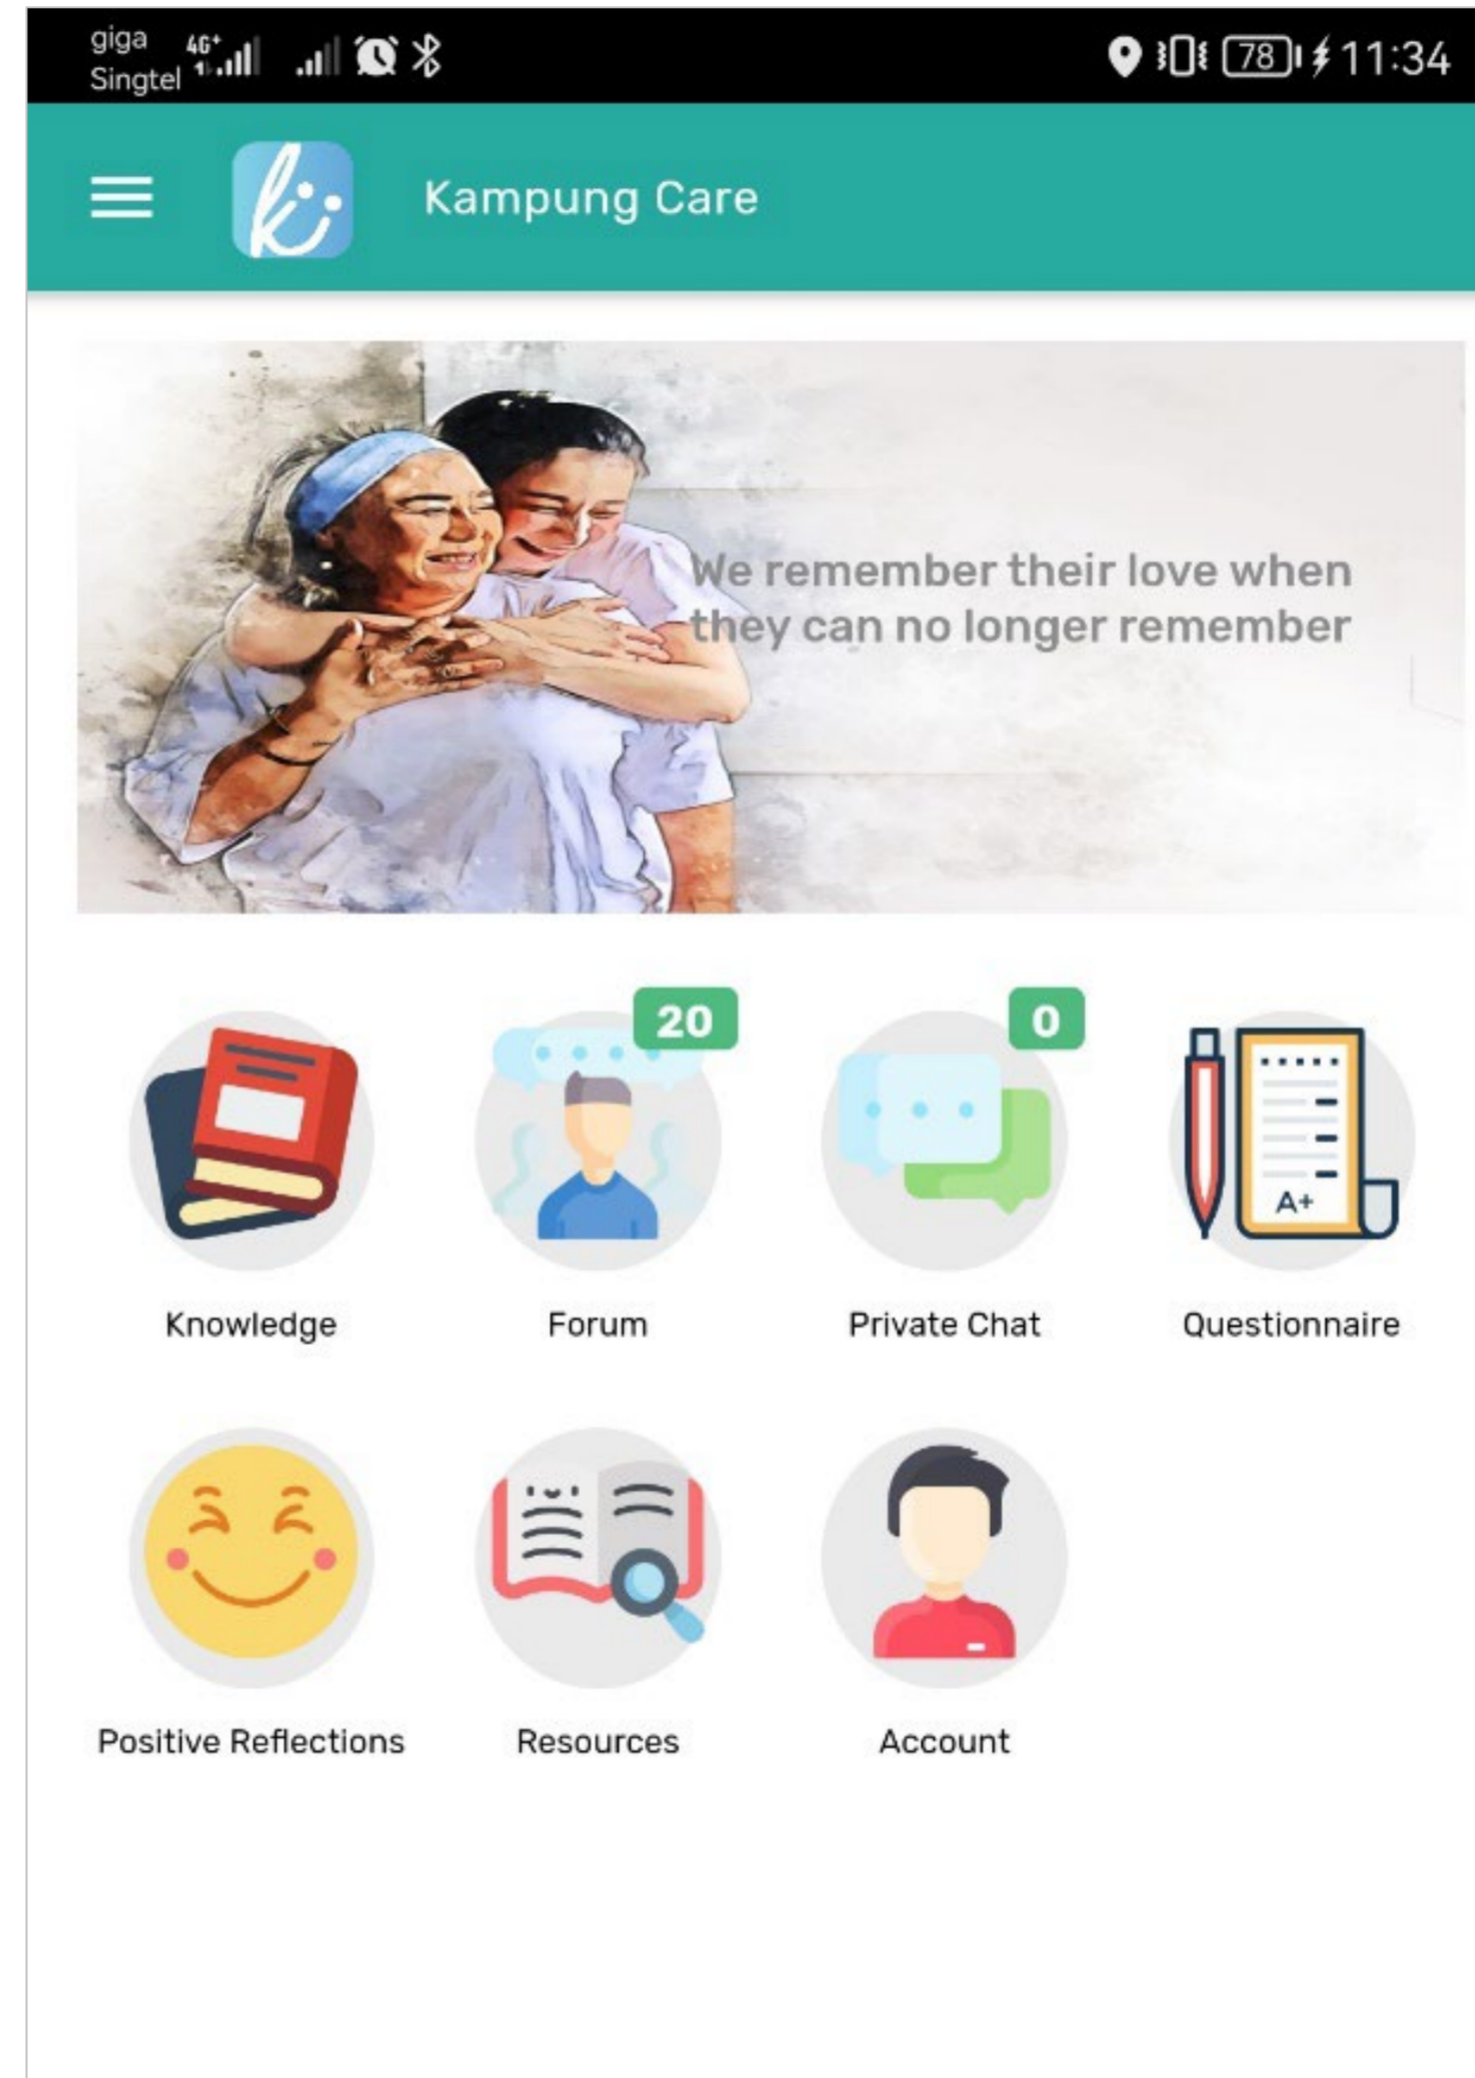 giga
Singtel
4G+
78
11:34
Kampung Care
We remember their love when
they can no longer remember
20
0
A+
Knowledge
Forum
Private Chat
Questionnaire
Positive Reflections
Resources
Account